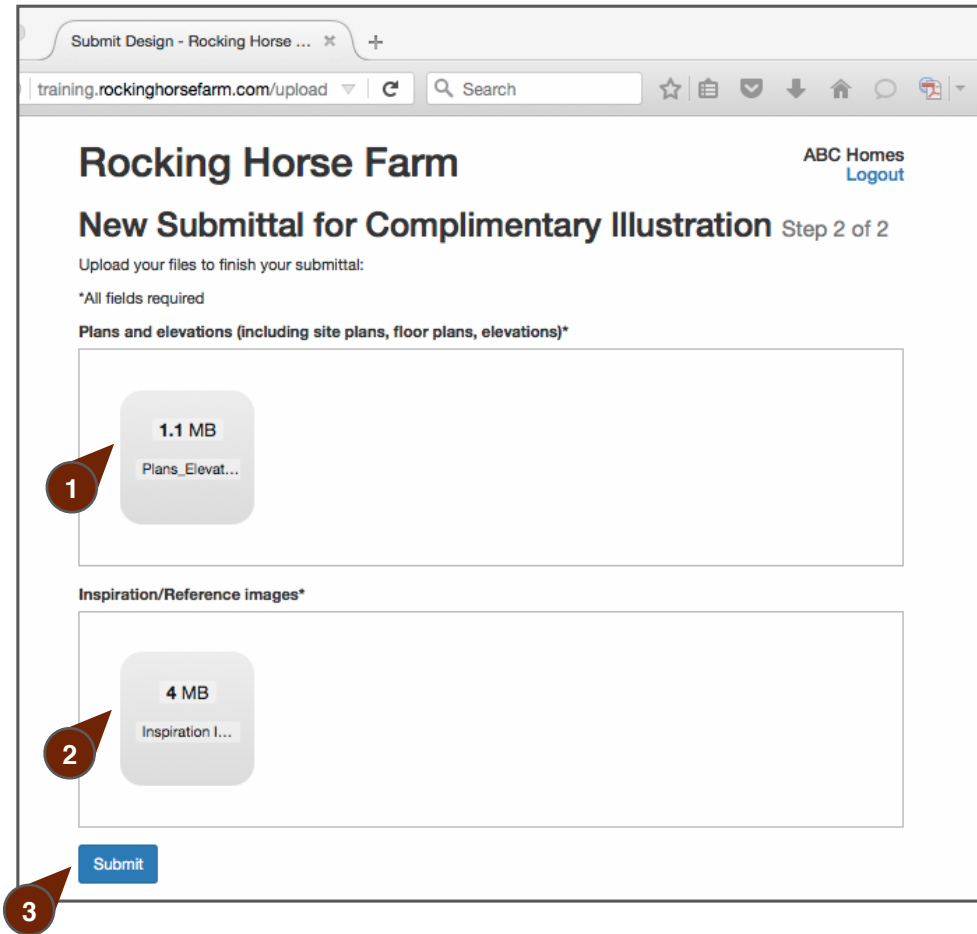 Submit Design - Rocking Horse ... × +
training.rockinghorsefarm.com/upload Search
Rocking Horse Farm
ABC Homes
Logout
New Submittal for Complimentary Illustration Step 2 of 2
Upload your files to finish your submittal:
*All fields required
Plans and elevations (including site plans, floor plans, elevations)*
1.1 MB
Plans_Elevat...
1
Inspiration/Reference images*
4 MB
Inspiration I...
2
Submit
3